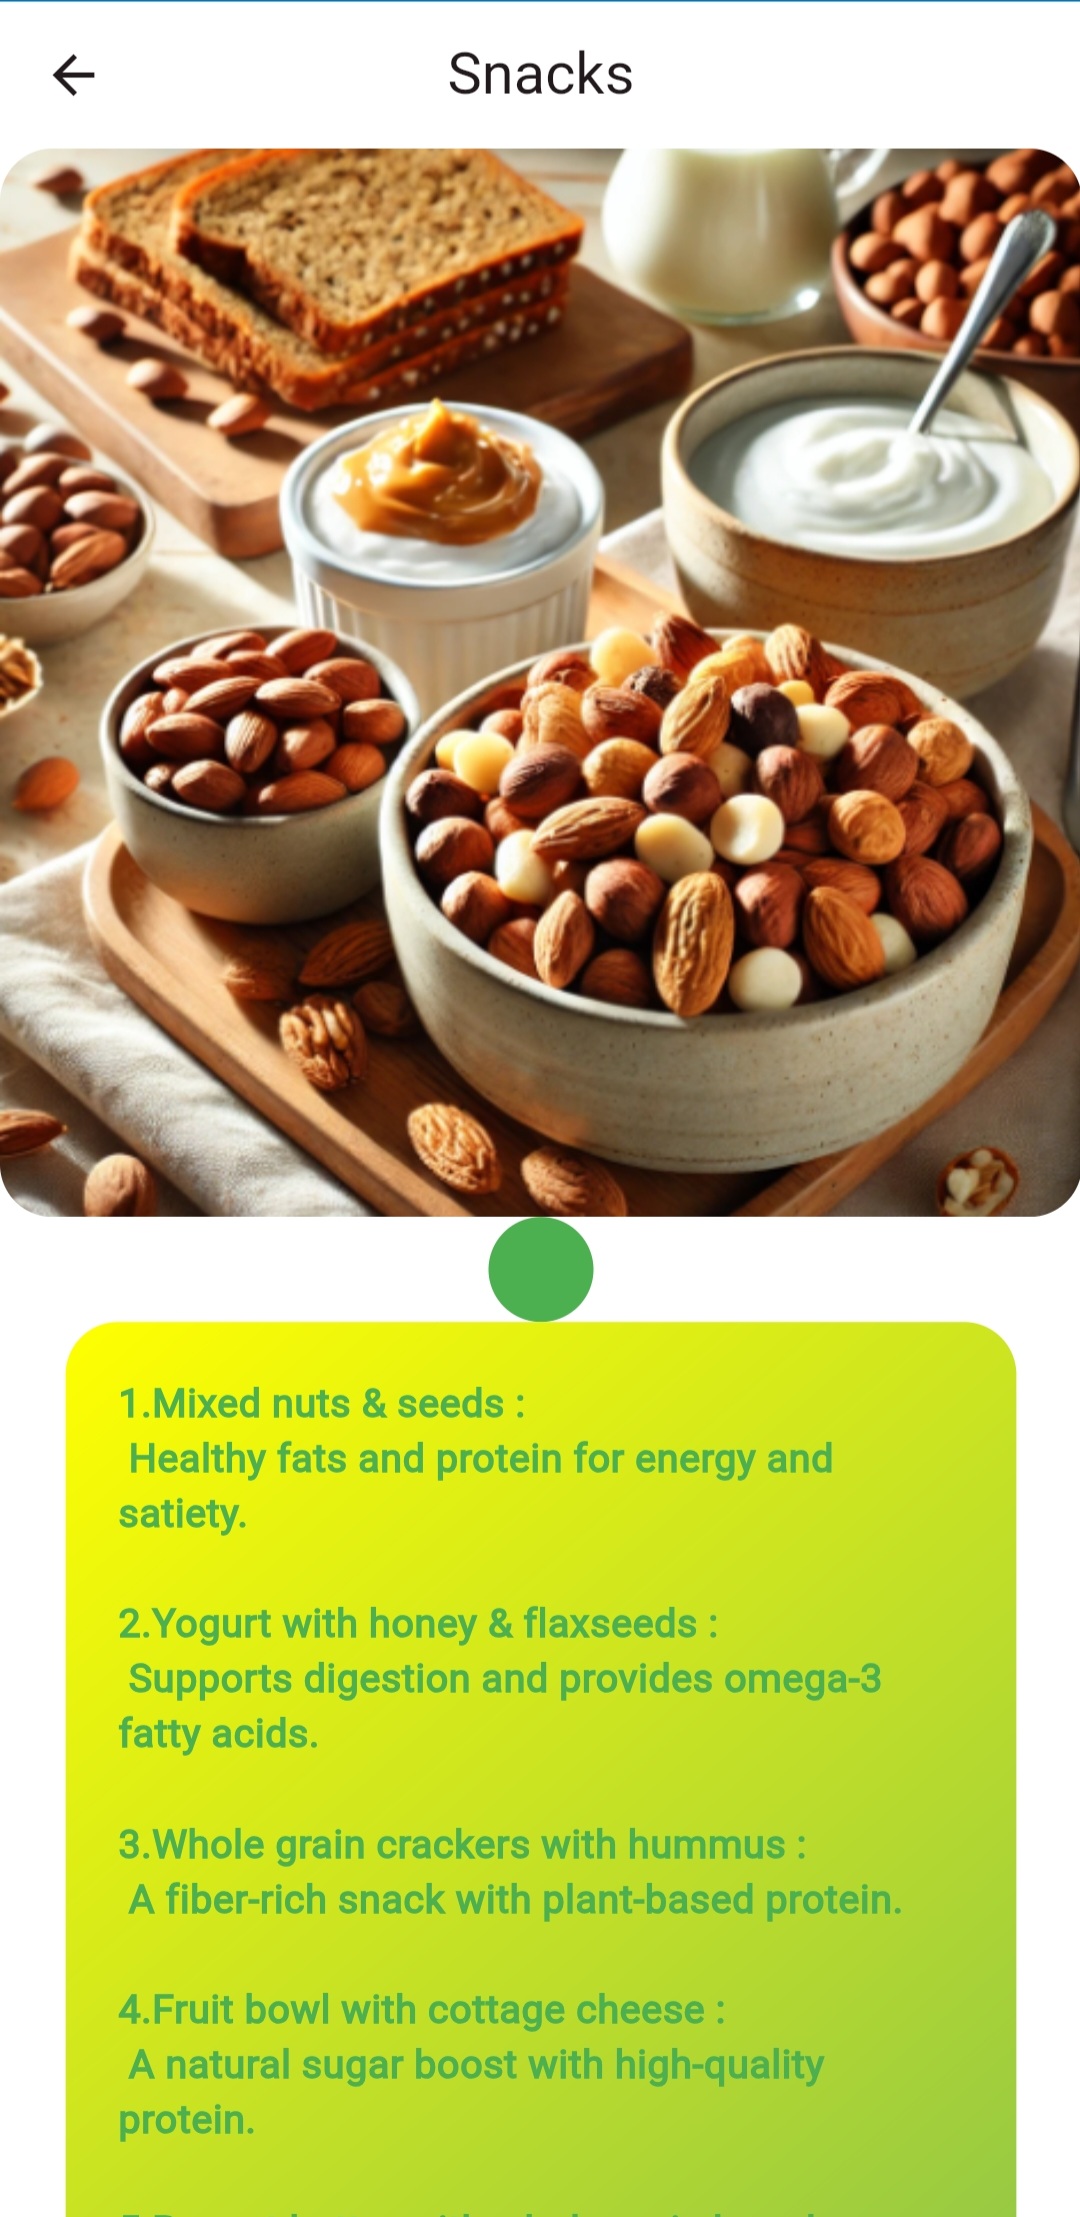 Snacks
1.Mixed nuts & seeds :
Healthy fats and protein for energy and
satiety.
2.Yogurt with honey & flaxseeds :
Supports digestion and provides omega-3
fatty acids.
3.Whole grain crackers with hummus :
A fiber-rich snack with plant-based protein.
4.Fruit bowl with cottage cheese :
A natural sugar boost with high-quality
protein.